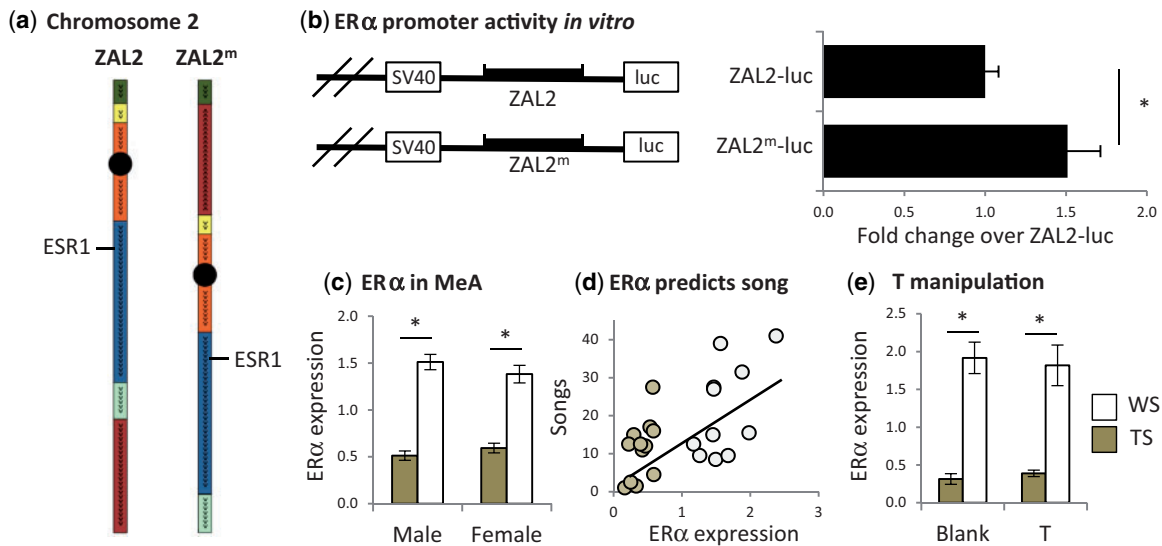 (a) Chromosome 2
ZAL2 ZAL2m
ESR1
ESR1
(b) ERα promoter activity in vitro
SV40 ZAL2 luc
SV40 ZAL2m luc
ZAL2-luc
ZAL2m-luc
*
0.0 0.5 1.0 1.5 2.0
Fold change over ZAL2-luc
(c) ERα in MeA
ERα expression
2.0
1.5
1.0
0.5
0.0
* *
Male Female
(d) ERα predicts song
Songs
40
30
20
10
0
0 1 2 3
ERα expression
(e) T manipulation
ERα expression
2.5
2.0
1.5
1.0
0.5
0.0
* *
Blank T
WS
TS